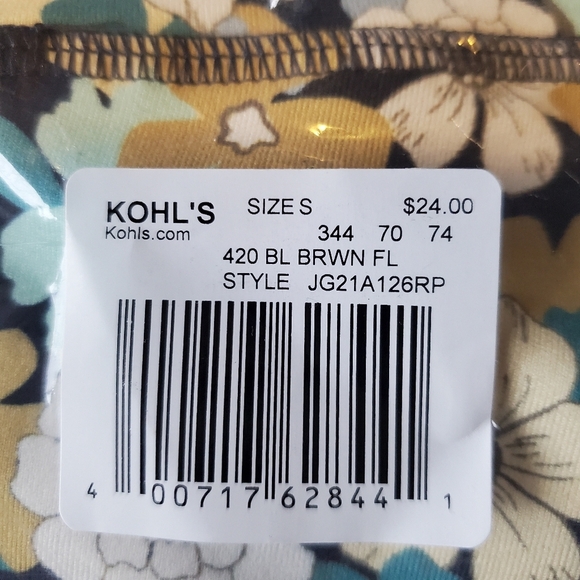 KOHL'S SIZE S $24.00
Kohls.com 344 70 74
420 BL BRWN FL
STYLE JG21A126RP
4 00717 62844 1